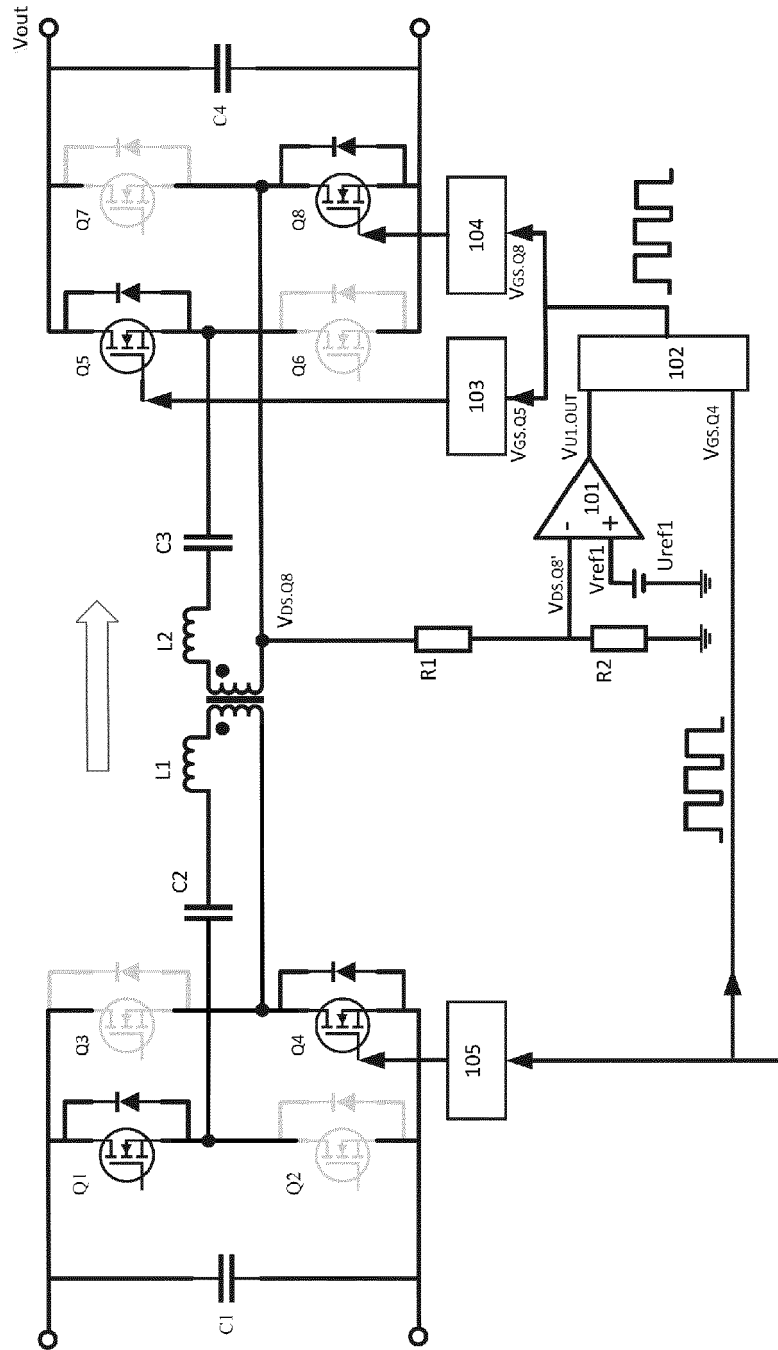 Vout
C4
Q7
Q8
Q5
Q6
104
103
VGS.Q8
VGS.Q5
102
VU1.OUT
VGS.Q4
101
-
+
VDS.Q8'
Vref1
Uref1
C3
L2
VDS.Q8
R1
R2
L1
C2
Q3
Q4
Q1
Q2
105
C1